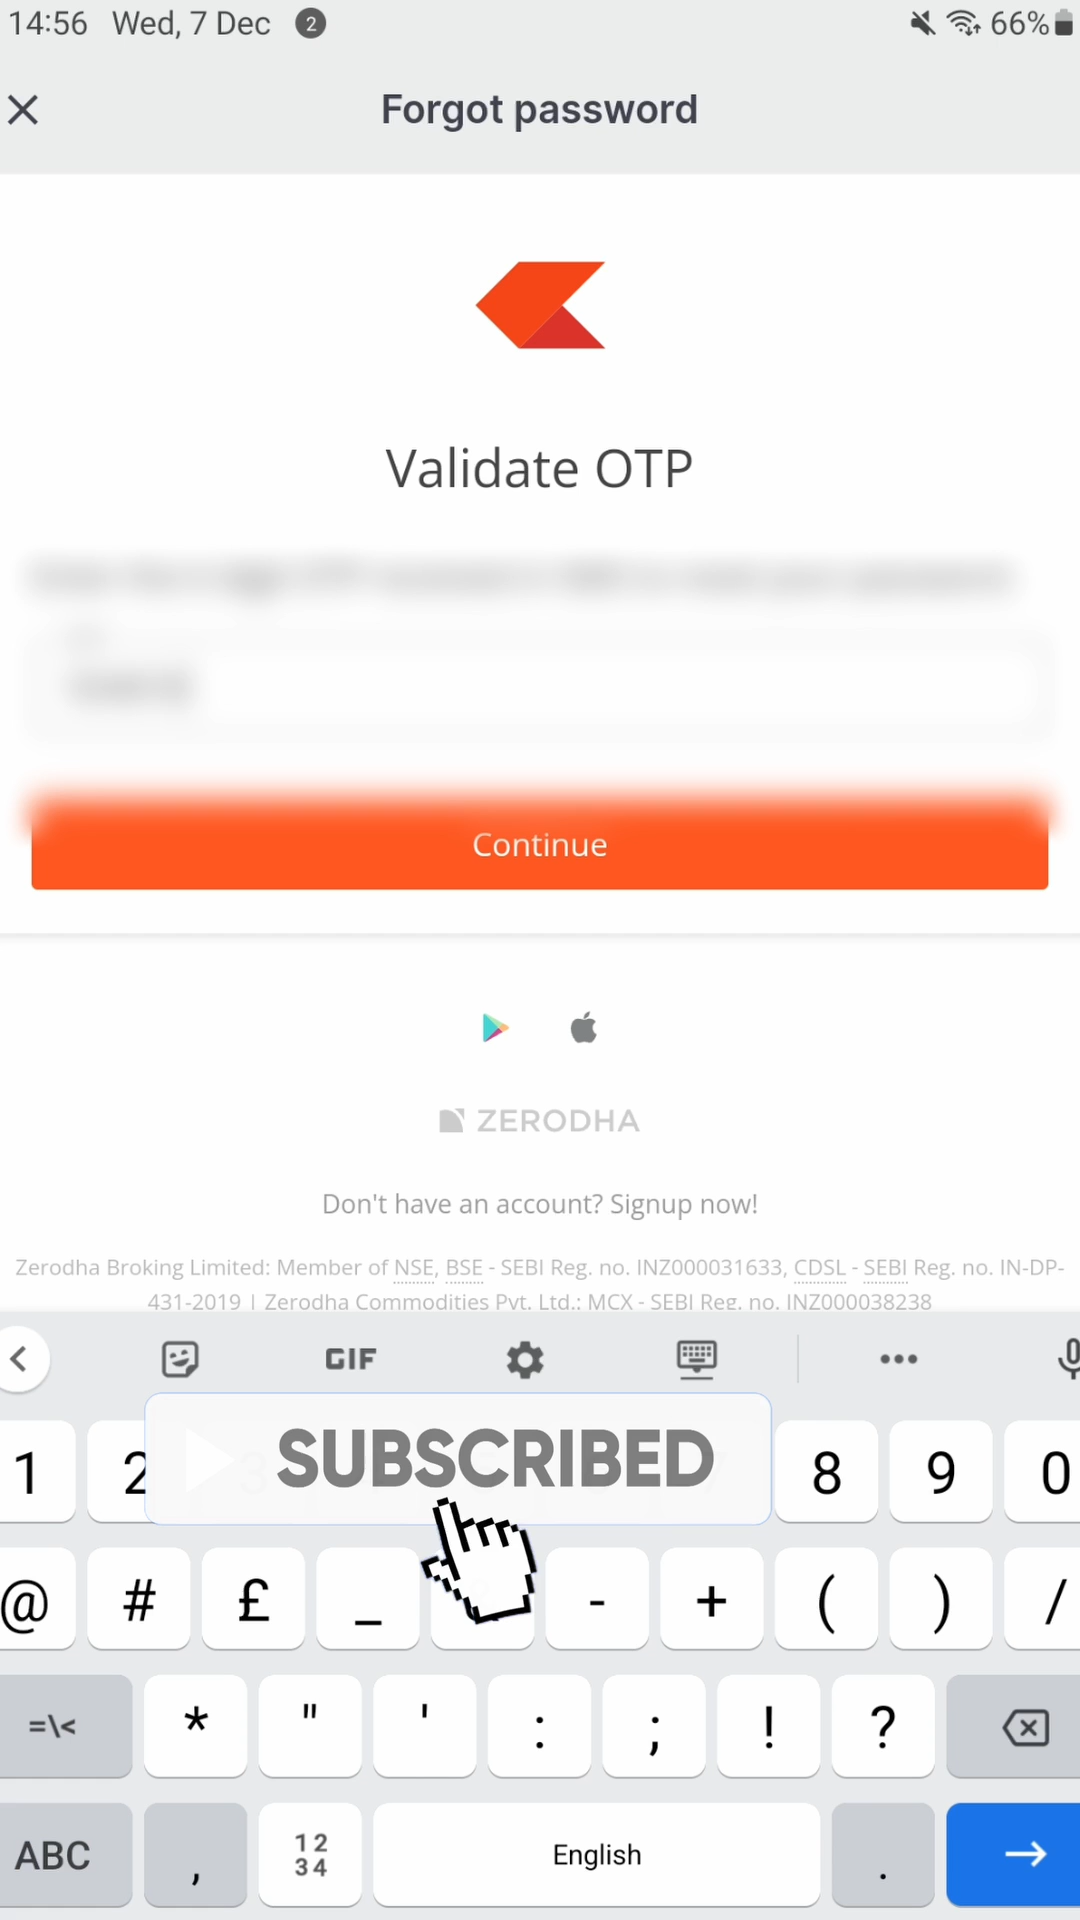 14:56 Wed, 7 Dec 2 66%
Forgot password
Validate OTP
Continue
ZERODHA
Don't have an account? Signup now!
Zerodha Broking Limited: Member of NSE, BSE - SEBI Reg. no. INZ000031633, CDSL - SEBI Reg. no. IN-DP-
431-2019 | Zerodha Commodities Pvt. Ltd.: MCX - SEBI Reg. no. INZ000038238
GIF
1 2 3 SUBSCRIBED 8 9 0
@ # £ _ - + ( ) /
=\< * " ' : ; ! ?
ABC , 1234 English .